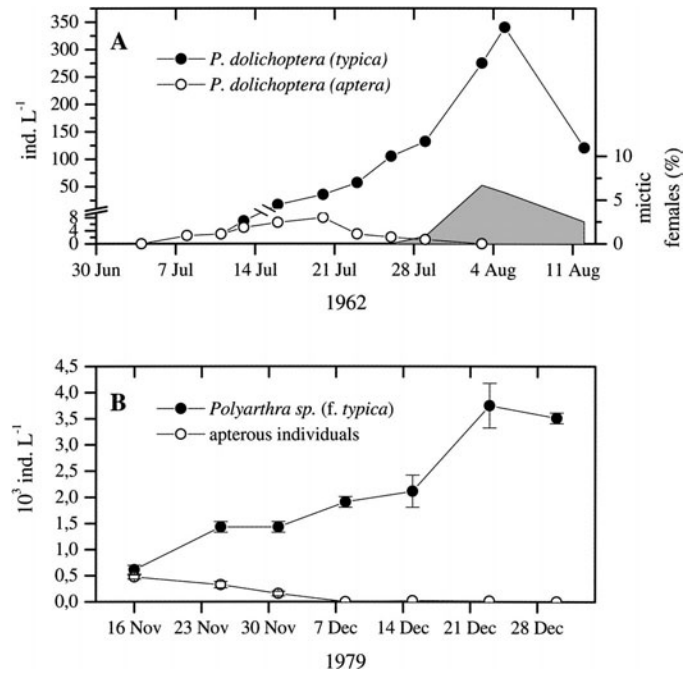 A
P. dolichoptera (typica)
P. dolichoptera (aptera)
ind. L⁻¹
350
300
250
200
150
100
50
8
4
0
10
5
0
mictic
females (%)
30 Jun 7 Jul 14 Jul 21 Jul 28 Jul 4 Aug 11 Aug
1962
B
Polyarthra sp. (f. typica)
apterous individuals
10³ ind. L⁻¹
4,5
4,0
3,5
3,0
2,5
2,0
1,5
1,0
0,5
0,0
16 Nov 23 Nov 30 Nov 7 Dec 14 Dec 21 Dec 28 Dec
1979